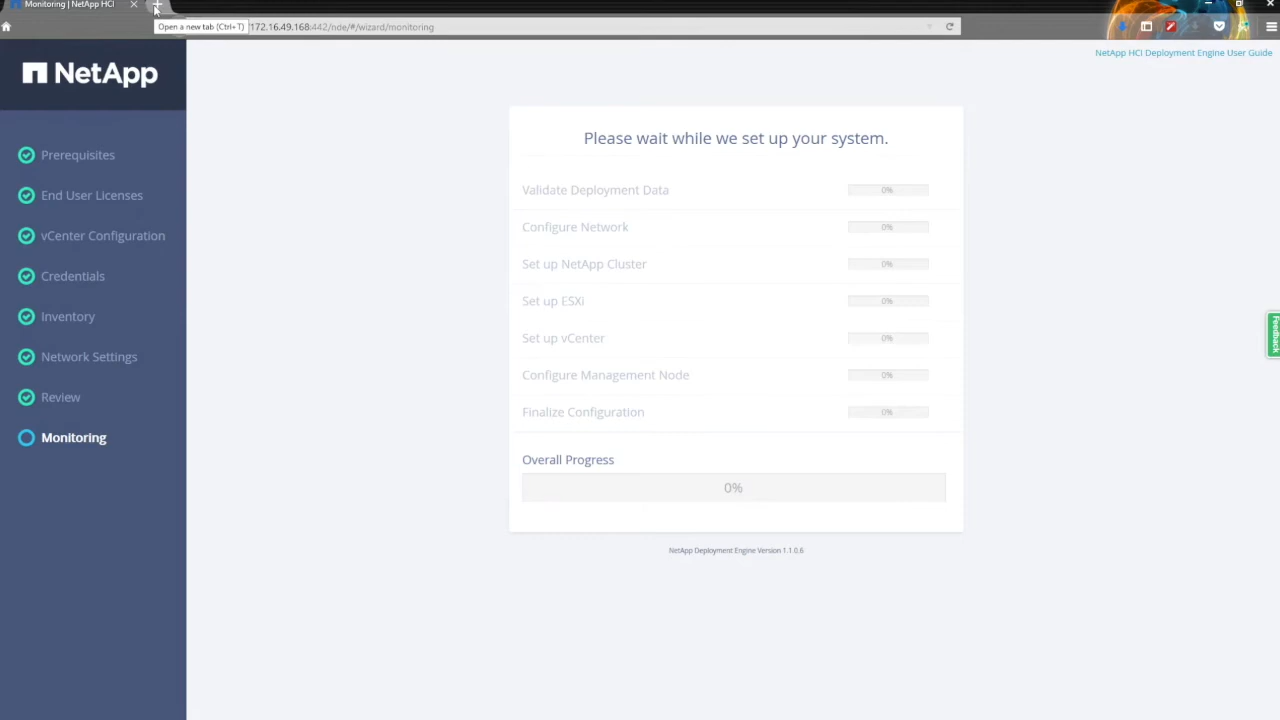 Monitoring | NetApp HCI
Open a new tab (Ctrl+T)
172.16.49.168:442/nde/#/wizard/monitoring
NetApp HCI Deployment Engine User Guide
NetApp
Prerequisites
End User Licenses
vCenter Configuration
Credentials
Inventory
Network Settings
Review
Monitoring
Please wait while we set up your system.
Validate Deployment Data 0%
Configure Network 0%
Set up NetApp Cluster 0%
Set up ESXi 0%
Set up vCenter 0%
Configure Management Node 0%
Finalize Configuration 0%
Overall Progress
0%
NetApp Deployment Engine Version 1.1.0.6
Feedback